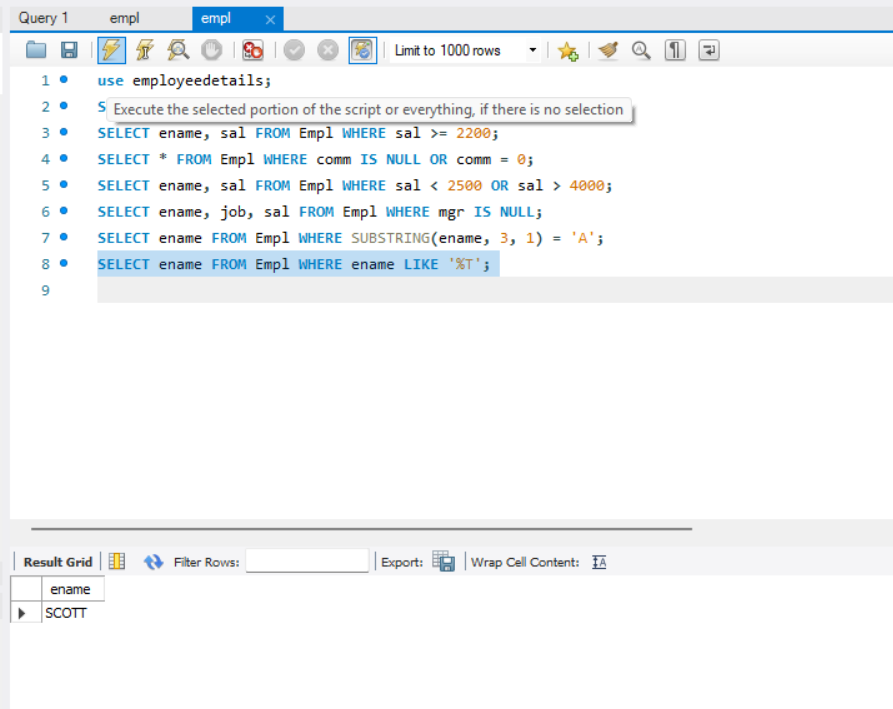 Query 1 empl empl
Limit to 1000 rows
1 use employeedetails;
2 S
Execute the selected portion of the script or everything, if there is no selection
3 SELECT ename, sal FROM Empl WHERE sal >= 2200;
4 SELECT * FROM Empl WHERE comm IS NULL OR comm = 0;
5 SELECT ename, sal FROM Empl WHERE sal < 2500 OR sal > 4000;
6 SELECT ename, job, sal FROM Empl WHERE mgr IS NULL;
7 SELECT ename FROM Empl WHERE SUBSTRING(ename, 3, 1) = 'A';
8 SELECT ename FROM Empl WHERE ename LIKE '%T';
9
Result Grid Filter Rows: Export: Wrap Cell Content: IA
ename
SCOTT